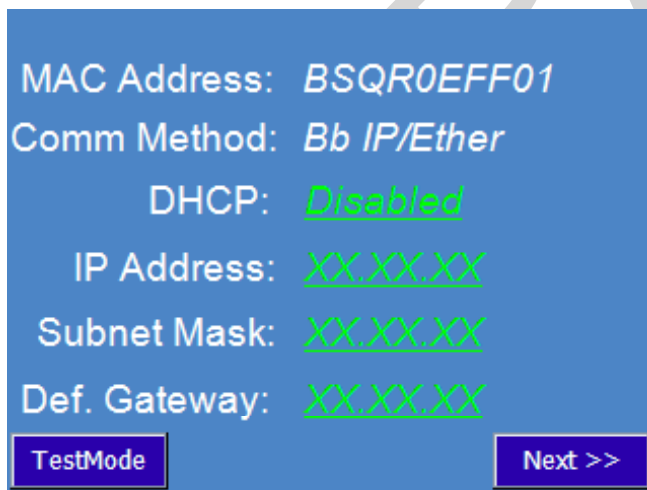 MAC Address: BSQR0EFF01
Comm Method: Bb IP/Ether
DHCP: Disabled
IP Address: XX.XX.XX
Subnet Mask: XX.XX.XX
Def. Gateway: XX.XX.XX
TestMode Next >>